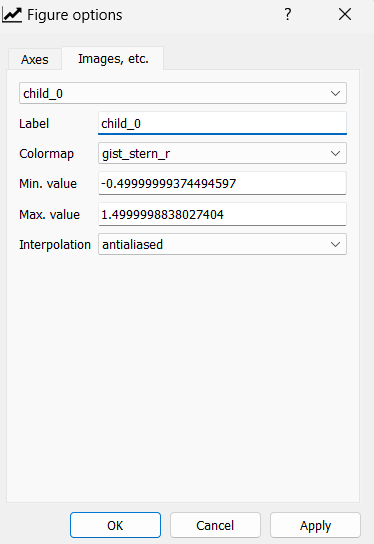 Figure options ? ×
Axes Images, etc.
child_0
Label child_0
Colormap gist_stern_r
Min. value -0.49999999374494597
Max. value 1.4999998838027404
Interpolation antialiased
OK Cancel Apply